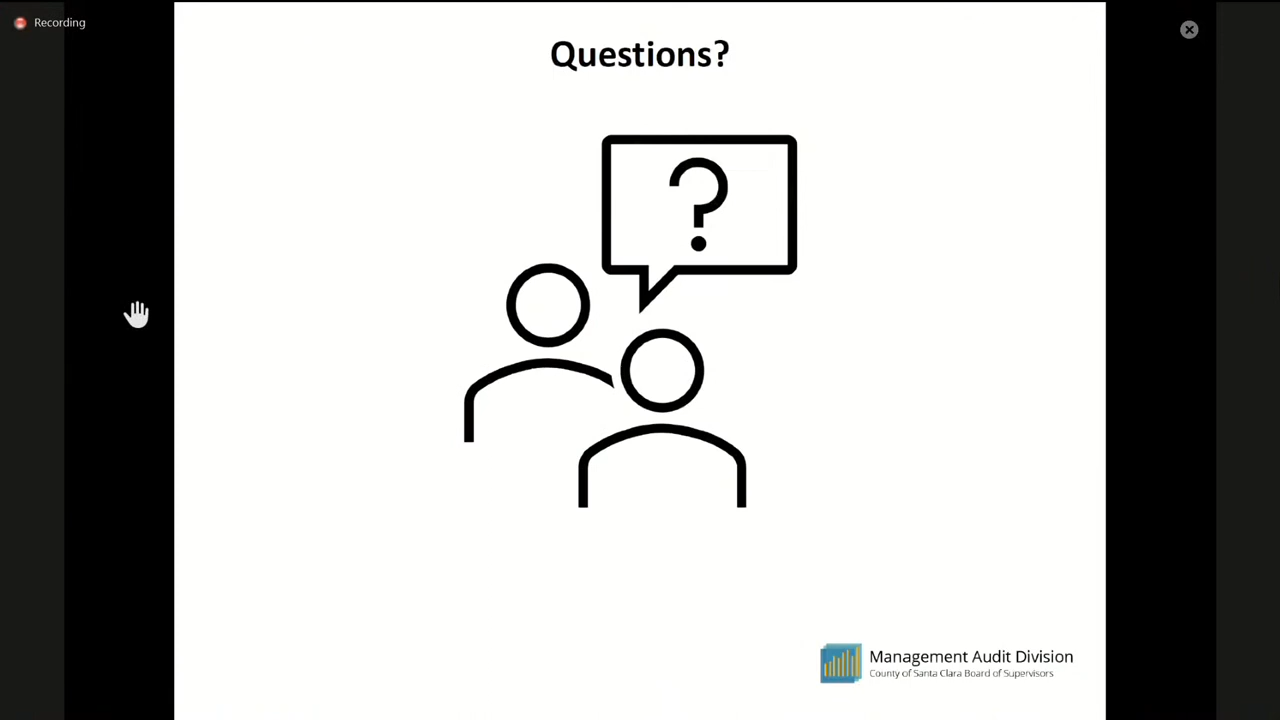 Recording
Questions?
?
Management Audit Division
County of Santa Clara Board of Supervisors